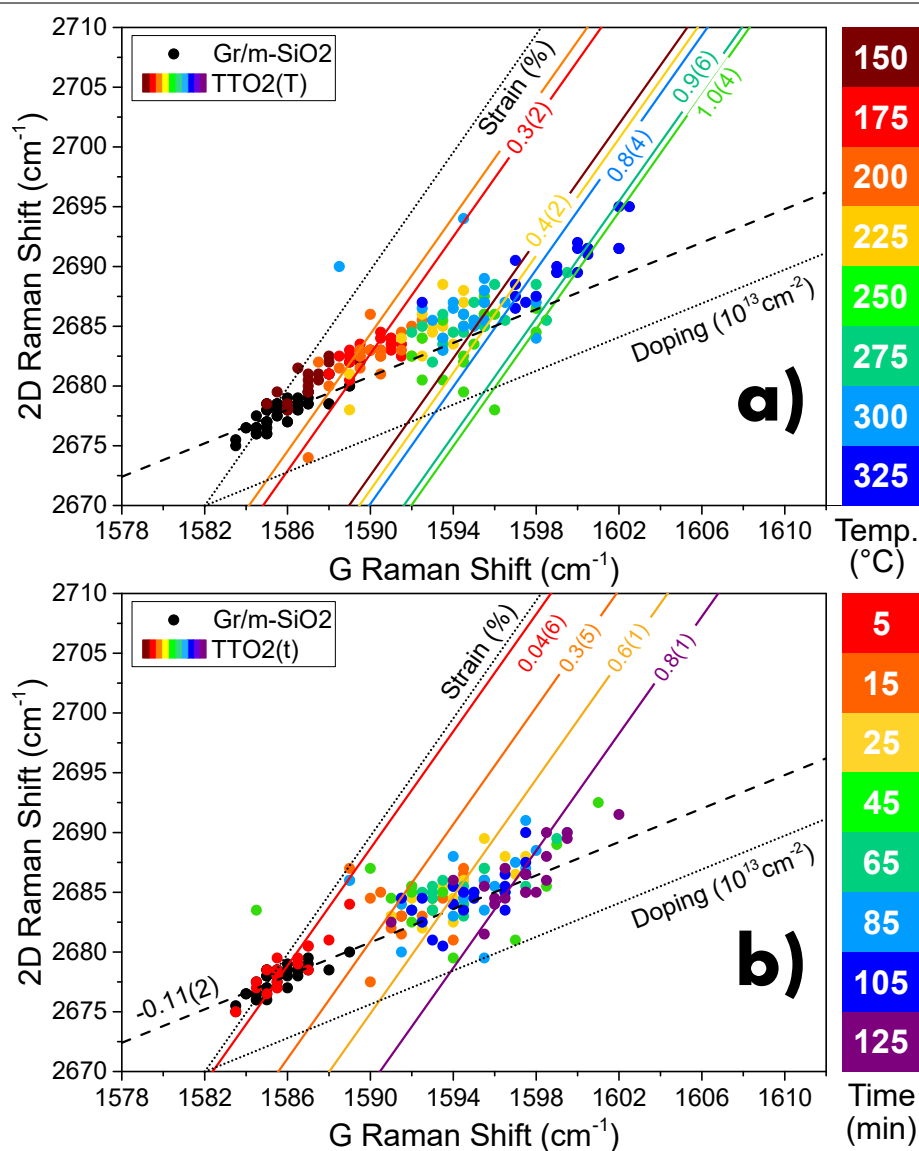 2710
2705
2700
2695
2690
2685
2680
2675
2670
2D Raman Shift (cm-1)
Gr/m-SiO2
TTO2(T)
Strain (%)
0.3(2)
0.4(2)
0.8(4)
0.9(6)
1.0(4)
Doping (10^13 cm-2)
a)
1578 1582 1586 1590 1594 1598 1602 1606 1610
G Raman Shift (cm-1)
150
175
200
225
250
275
300
325
Temp.
(°C)
2710
2705
2700
2695
2690
2685
2680
2675
2670
2D Raman Shift (cm-1)
Gr/m-SiO2
TTO2(t)
Strain (%)
0.04(6)
0.3(5)
0.6(1)
0.8(1)
-0.11(2)
Doping (10^13 cm-2)
b)
1578 1582 1586 1590 1594 1598 1602 1606 1610
G Raman Shift (cm-1)
5
15
25
45
65
85
105
125
Time
(min)